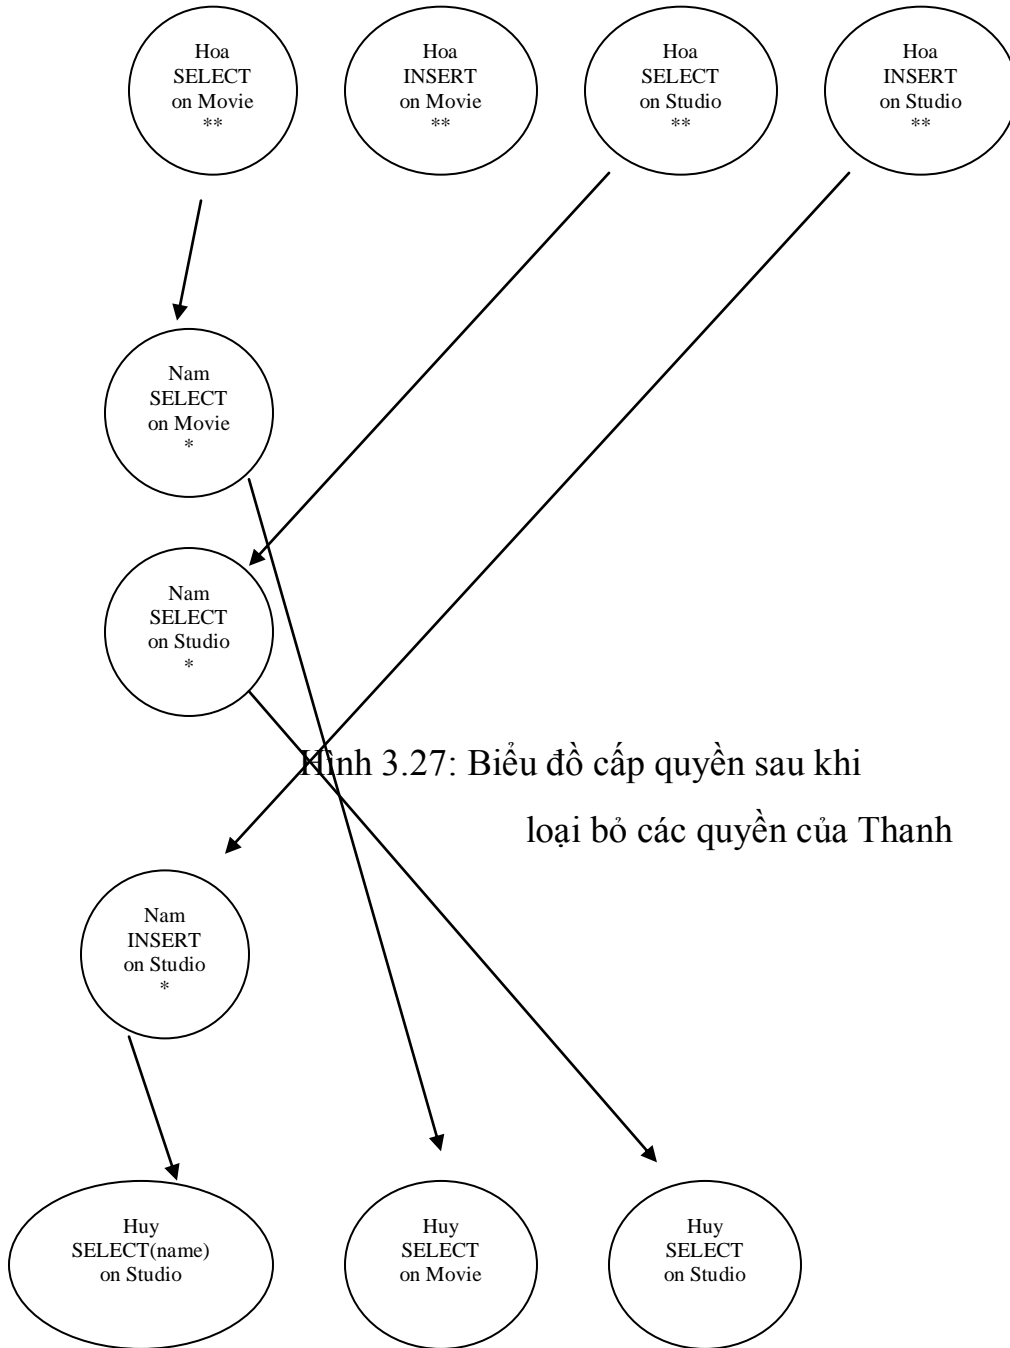 Hoa
SELECT
on Movie
**
Hoa
INSERT
on Movie
**
Hoa
SELECT
on Studio
**
Hoa
INSERT
on Studio
**
Nam
SELECT
on Movie
*
Nam
SELECT
on Studio
*
Hình 3.27: Biểu đồ cấp quyền sau khi
loại bỏ các quyền của Thanh
Nam
INSERT
on Studio
*
Huy
SELECT(name)
on Studio
Huy
SELECT
on Movie
Huy
SELECT
on Studio